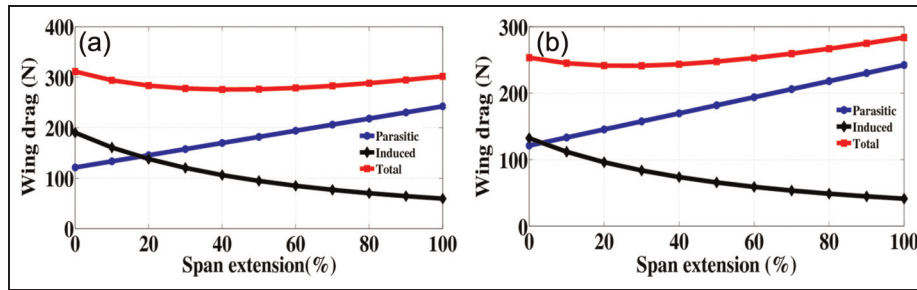 (a)
Wing drag (N)
400
300
200
100
0
Parasitic
Induced
Total
0 20 40 60 80 100
Span extension(%)
(b)
Wing drag (N)
300
200
100
0
Parasitic
Induced
Total
0 20 40 60 80 100
Span extension (%)